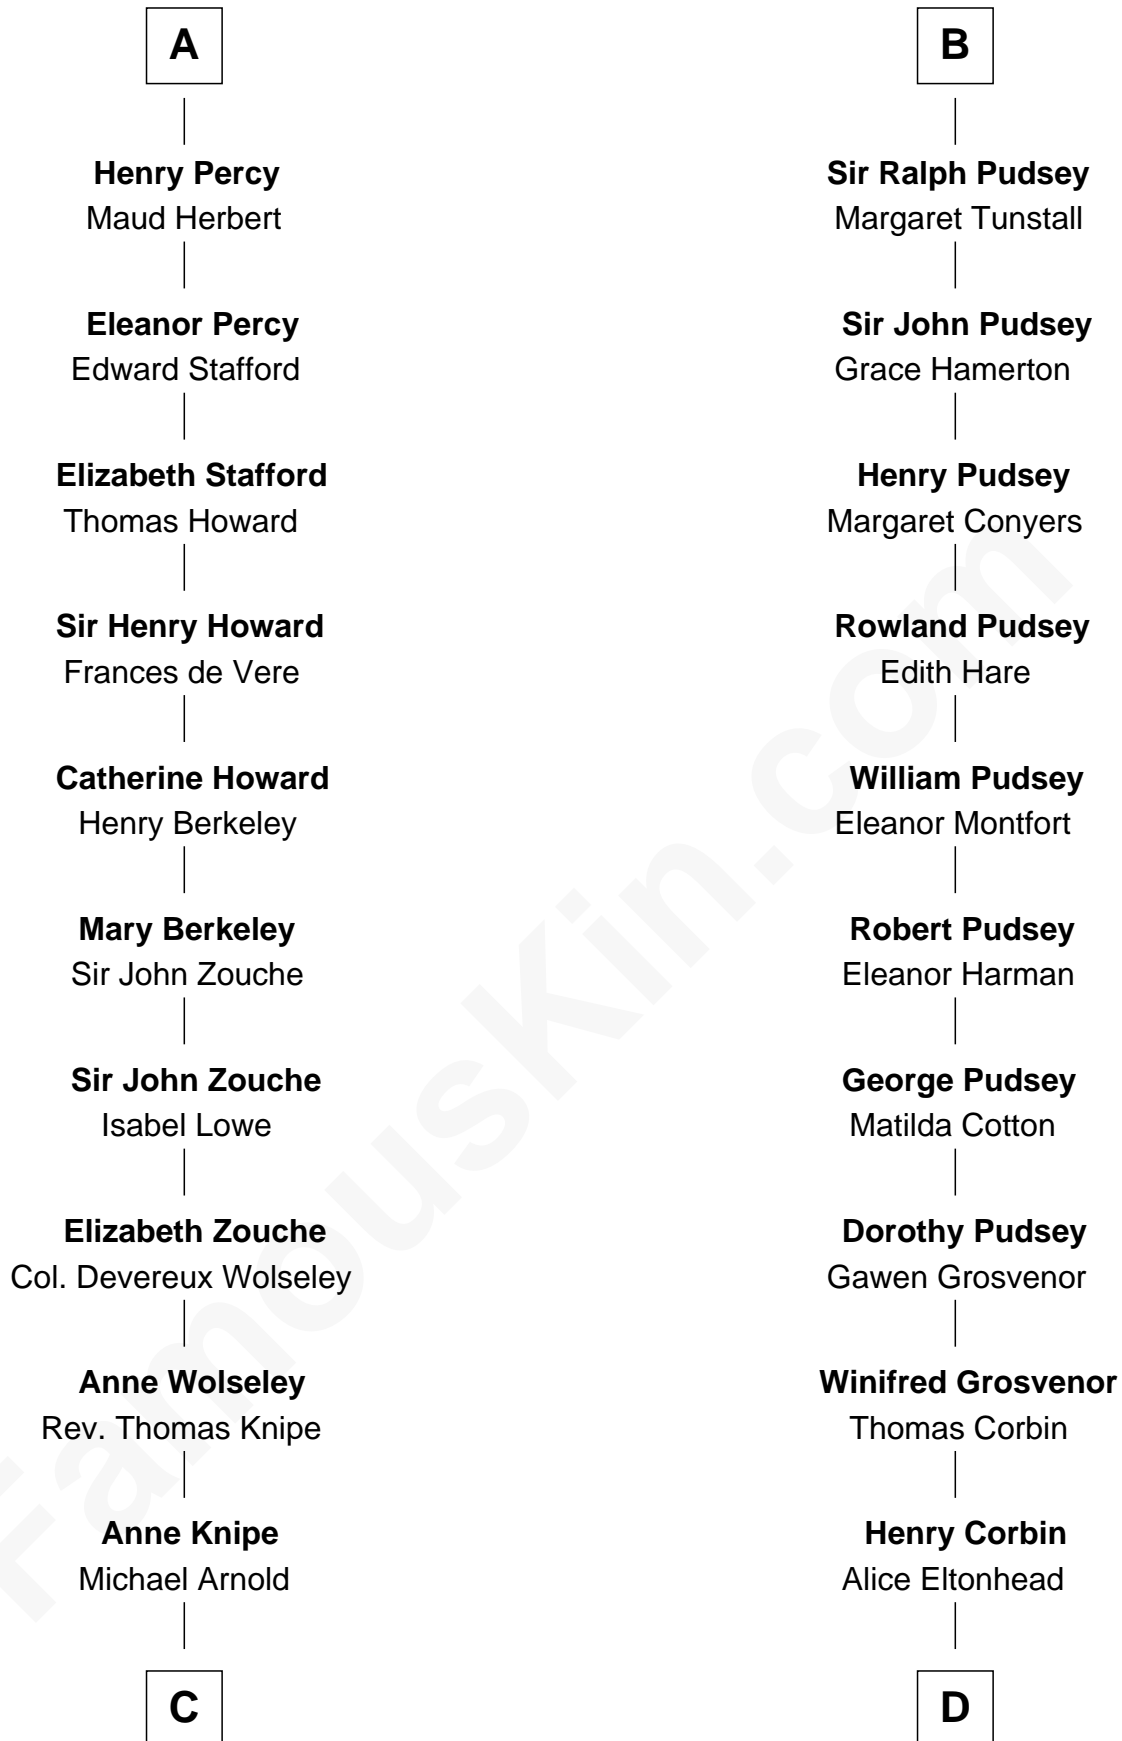 A
Henry Percy
Maud Herbert
Eleanor Percy
Edward Stafford
Elizabeth Stafford
Thomas Howard
Sir Henry Howard
Frances de Vere
Catherine Howard
Henry Berkeley
Mary Berkeley
Sir John Zouche
Sir John Zouche
Isabel Lowe
Elizabeth Zouche
Col. Devereux Wolseley
Anne Wolseley
Rev. Thomas Knipe
Anne Knipe
Michael Arnold
C
B
Sir Ralph Pudsey
Margaret Tunstall
Sir John Pudsey
Grace Hamerton
Henry Pudsey
Margaret Conyers
Rowland Pudsey
Edith Hare
William Pudsey
Eleanor Montfort
Robert Pudsey
Eleanor Harman
George Pudsey
Matilda Cotton
Dorothy Pudsey
Gawen Grosvenor
Winifred Grosvenor
Thomas Corbin
Henry Corbin
Alice Eltonhead
D
FamousKin.com